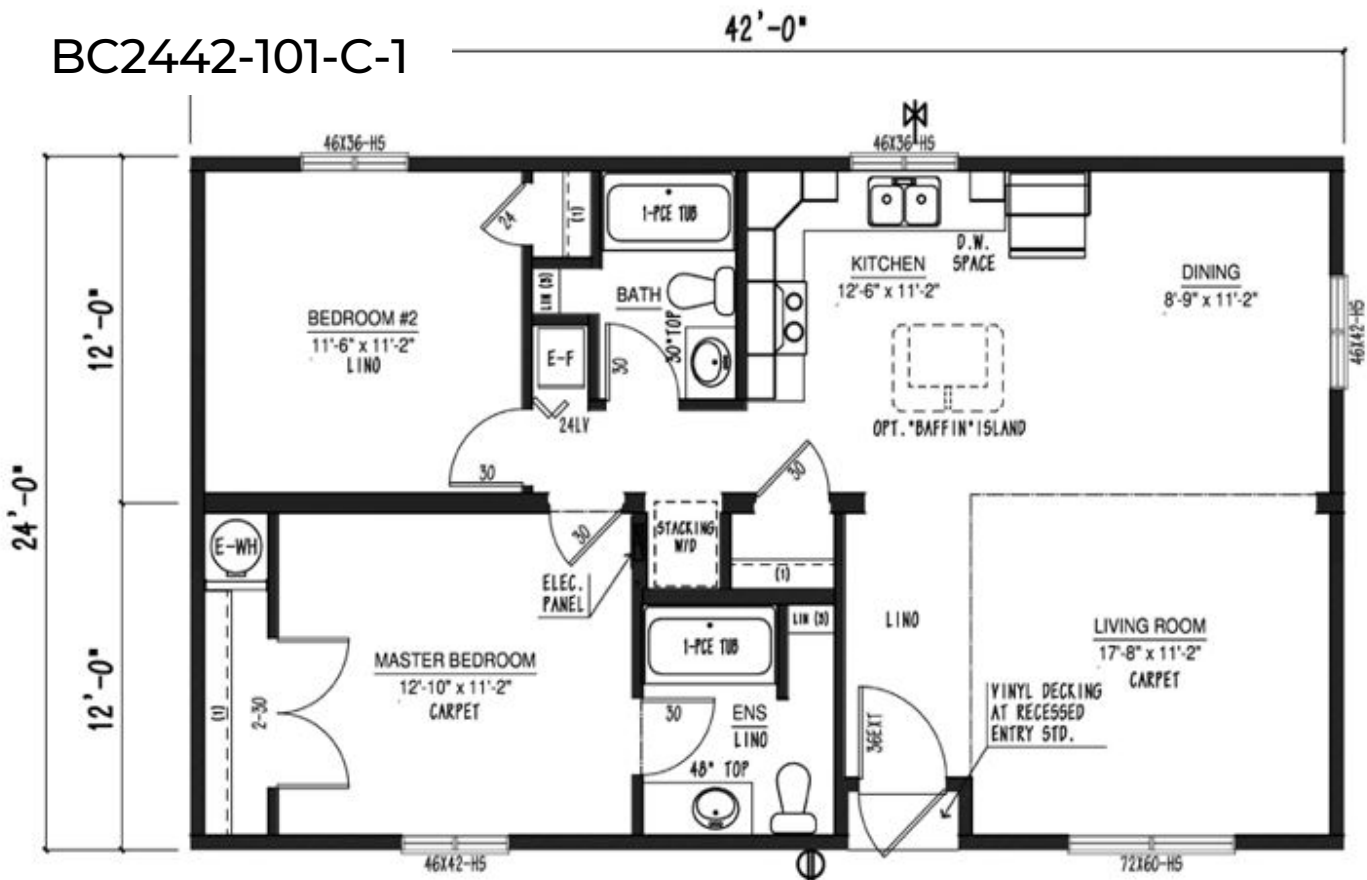 42'-0"
BC2442-101-C-1
46X36-HS
46X36-HS
24
(1)
1-PCE TUB
D.W.
SPACE
KITCHEN
12'-6" x 11'-2"
DINING
8'-9" x 11'-2"
LIN (3)
BATH
30" TOP
BEDROOM #2
11'-6" x 11'-2"
LINO
12'-0"
46X42-HS
E-F
30
24LV
OPT. "BAFFIN" ISLAND
30
30
24'-0"
30
E-WH
STACKING
W/D
(1)
ELEC.
PANEL
LIN (3)
LINO
1-PCE TUB
LIVING ROOM
17'-8" x 11'-2"
CARPET
MASTER BEDROOM
12'-10" x 11'-2"
CARPET
12'-0"
(1)
2-30
30
ENS
LINO
36EXT
VINYL DECKING
AT RECESSED
ENTRY STD.
48" TOP
46X42-HS
72X60-HS